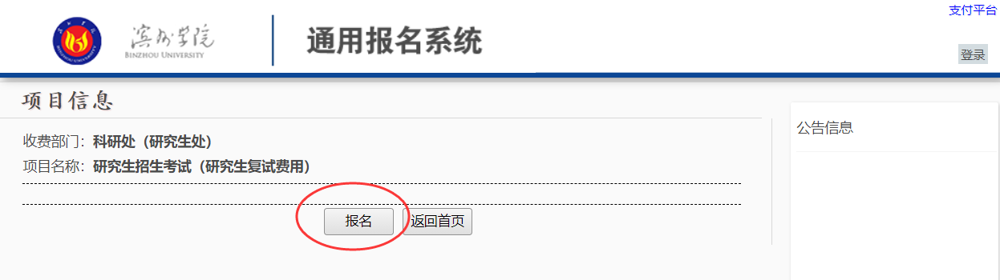 支付平台
滨州学院
BINZHOU UNIVERSITY
通用报名系统
登录
项目信息
收费部门：科研处（研究生处）
项目名称：研究生招生考试（研究生复试费用）
报名 返回首页
公告信息